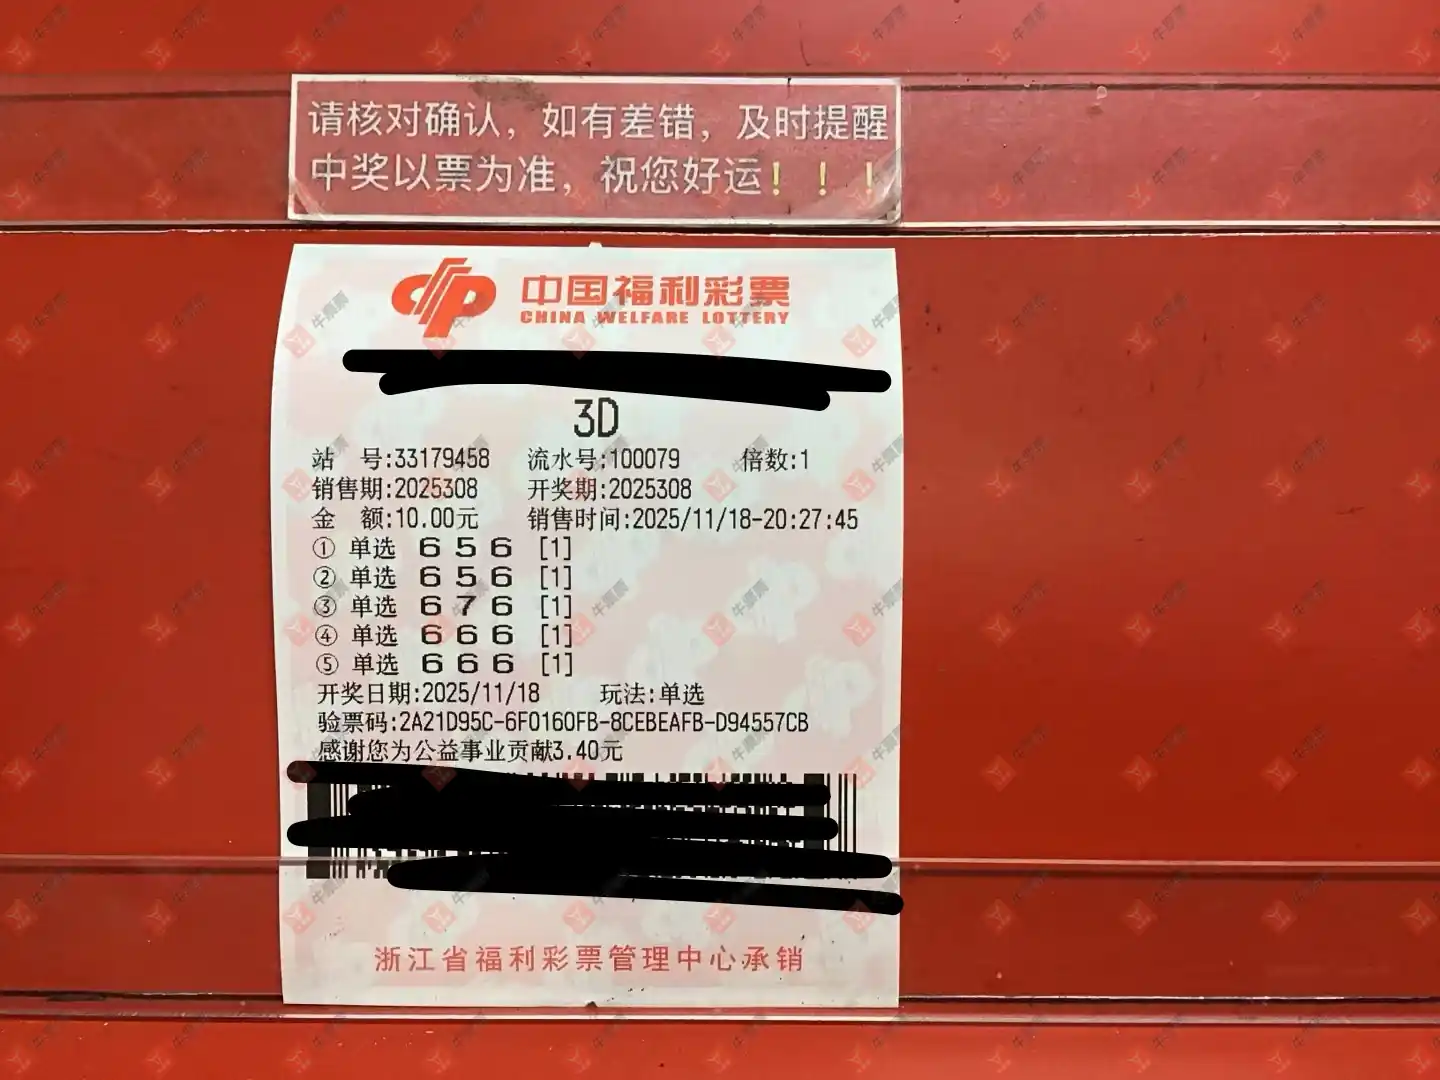 请核对确认，如有差错，及时提醒
中奖以票为准，祝您好运！！！
中国福利彩票
CHINA WELFARE LOTTERY
3D
站 号:33179458 流水号:100079 倍数:1
销售期:2025308 开奖期:2025308
金 额:10.00元 销售时间:2025/11/18-20:27:45
① 单选 6 5 6 [1]
② 单选 6 5 6 [1]
③ 单选 6 7 6 [1]
④ 单选 6 6 6 [1]
⑤ 单选 6 6 6 [1]
开奖日期:2025/11/18 玩法:单选
验票码:2A21D95C-6F0160FB-8CEBEAFB-D94557CB
感谢您为公益事业贡献3.40元
浙江省福利彩票管理中心承销